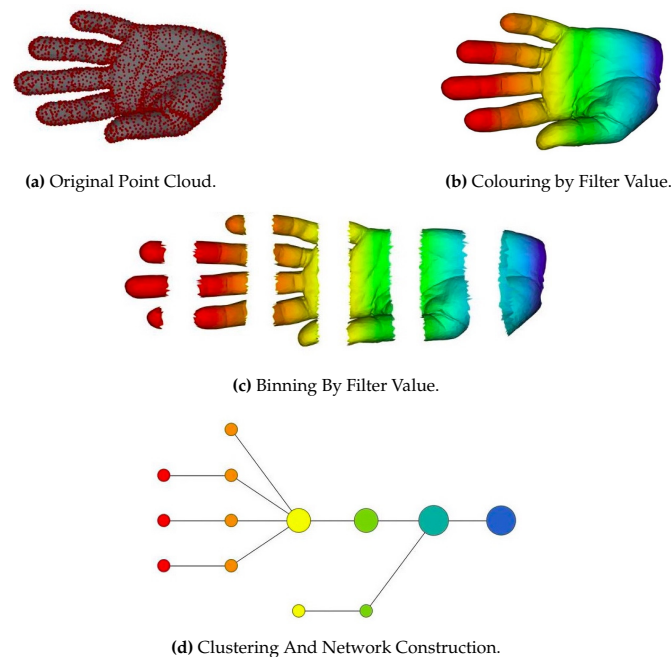 (a) Original Point Cloud.
(b) Colouring by Filter Value.
(c) Binning By Filter Value.
(d) Clustering And Network Construction.